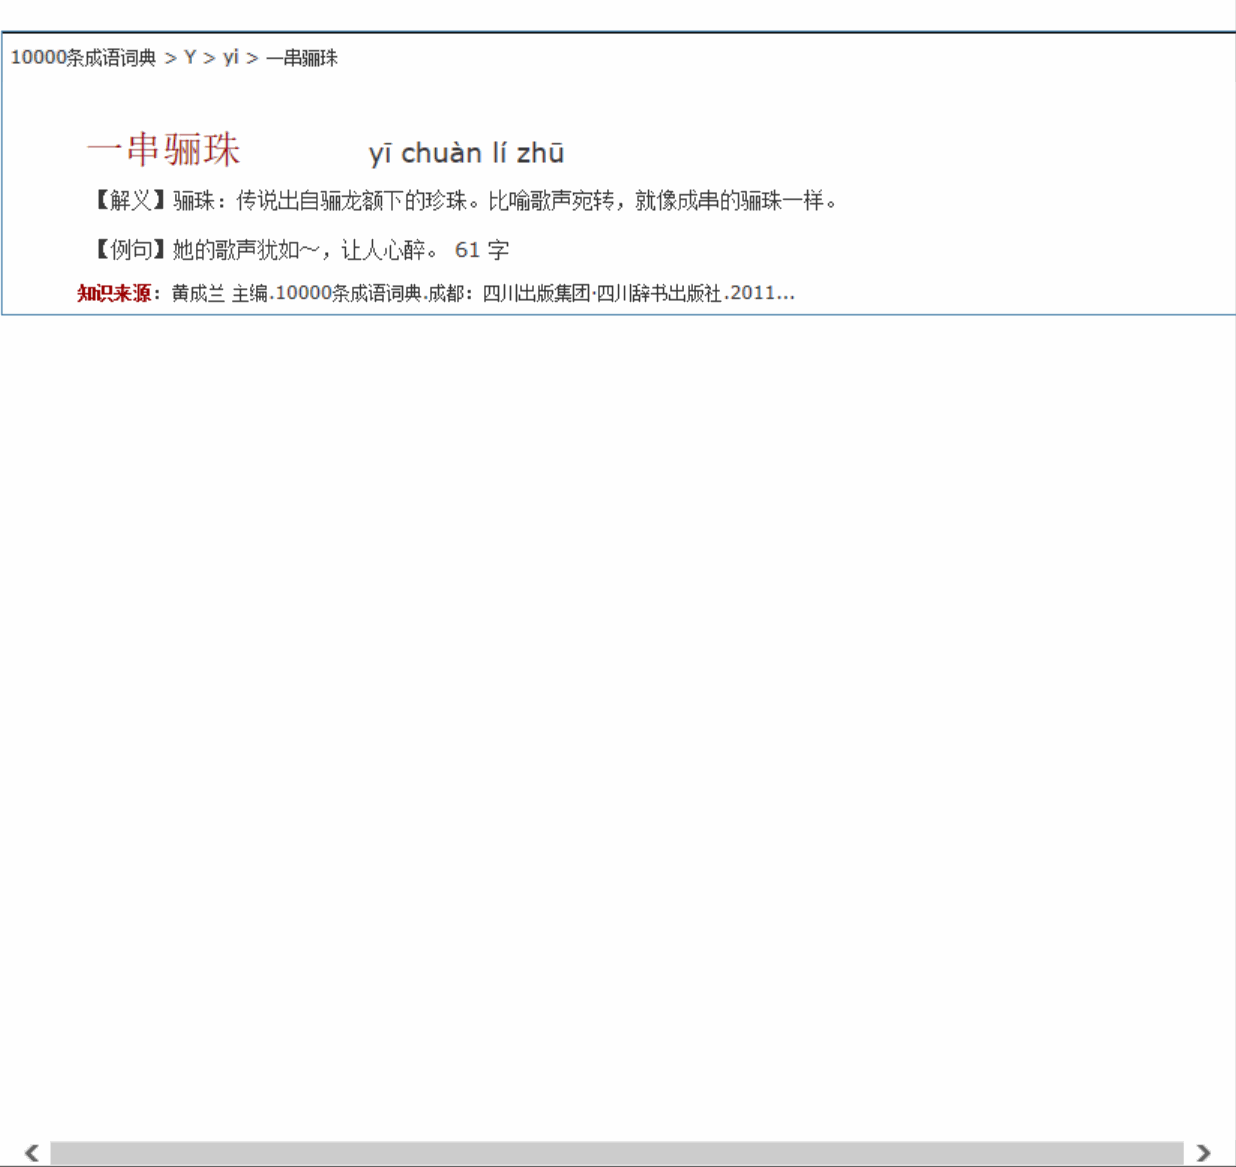 10000条成语词典 > Y > yi > 一串骊珠
一串骊珠 yī chuàn lí zhū
【解义】骊珠：传说出自骊龙额下的珍珠。比喻歌声宛转，就像成串的骊珠一样。
【例句】她的歌声犹如～，让人心醉。 61 字
知识来源：黄成兰 主编.10000条成语词典.成都：四川出版集团·四川辞书出版社.2011...